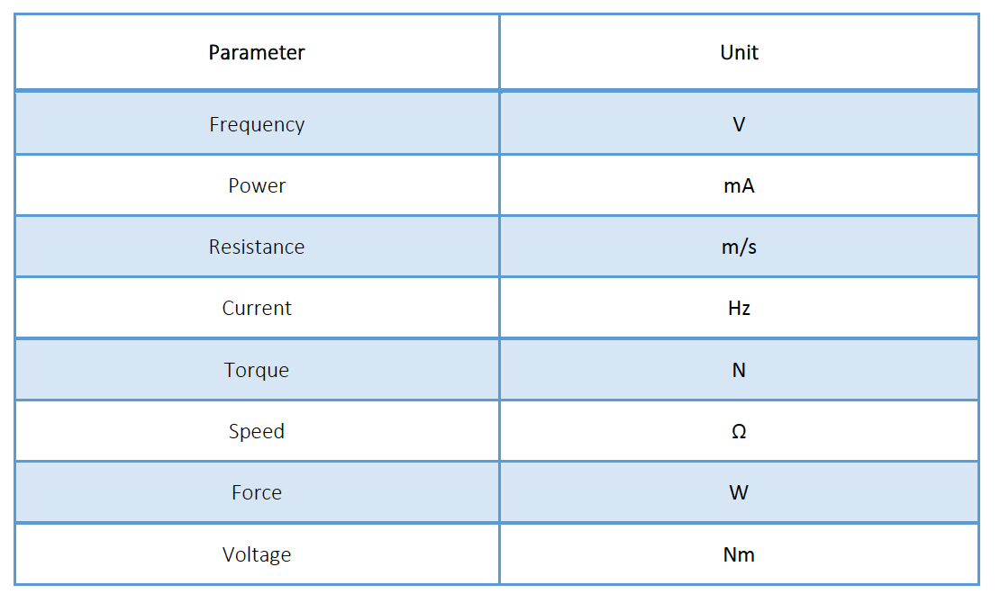 Parameter Unit
Frequency V
Power mA
Resistance m/s
Current Hz
Torque N
Speed Ω
Force W
Voltage Nm